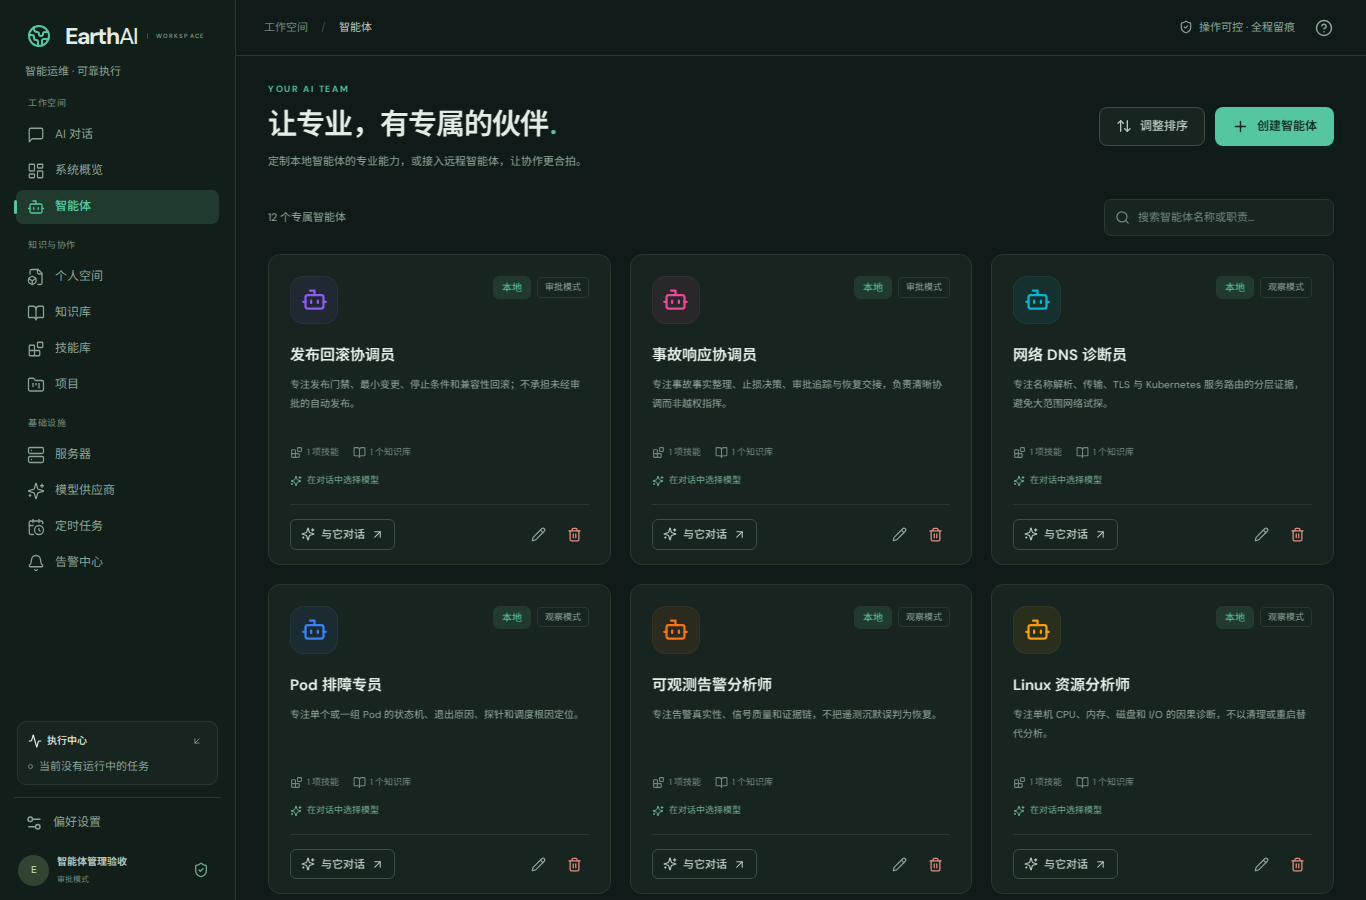 EarthAI WORKSPACE
智能运维 · 可靠执行
工作空间
AI 对话
系统概览
智能体
知识与协作
个人空间
知识库
技能库
项目
基础设施
服务器
模型供应商
定时任务
告警中心
执行中心
当前没有运行中的任务
偏好设置
E
智能体管理验收
审批模式
工作空间 / 智能体
操作可控 · 全程留痕
YOUR AI TEAM
让专业，有专属的伙伴.
定制本地智能体的专业能力，或接入远程智能体，让协作更合拍。
调整排序
创建智能体
12 个专属智能体
搜索智能体名称或职责...
本地 审批模式
发布回滚协调员
专注发布门禁、最小变更、停止条件和兼容性回滚；不承担未经审
批的自动发布。
1 项技能 1 个知识库
在对话中选择模型
与它对话
本地 审批模式
事故响应协调员
专注事故事实整理、止损决策、审批追踪与恢复交接，负责清晰协
调而非越权指挥。
1 项技能 1 个知识库
在对话中选择模型
与它对话
本地 观察模式
网络 DNS 诊断员
专注名称解析、传输、TLS 与 Kubernetes 服务路由的分层证据，
避免大范围网络试探。
1 项技能 1 个知识库
在对话中选择模型
与它对话
本地 观察模式
Pod 排障专员
专注单个或一组 Pod 的状态机、退出原因、探针和调度根因定位。
1 项技能 1 个知识库
在对话中选择模型
与它对话
本地 观察模式
可观测告警分析师
专注告警真实性、信号质量和证据链，不把遥测沉默误判为恢复。
1 项技能 1 个知识库
在对话中选择模型
与它对话
本地 观察模式
Linux 资源分析师
专注单机 CPU、内存、磁盘和 I/O 的因果诊断，不以清理或重启替
代分析。
1 项技能 1 个知识库
在对话中选择模型
与它对话